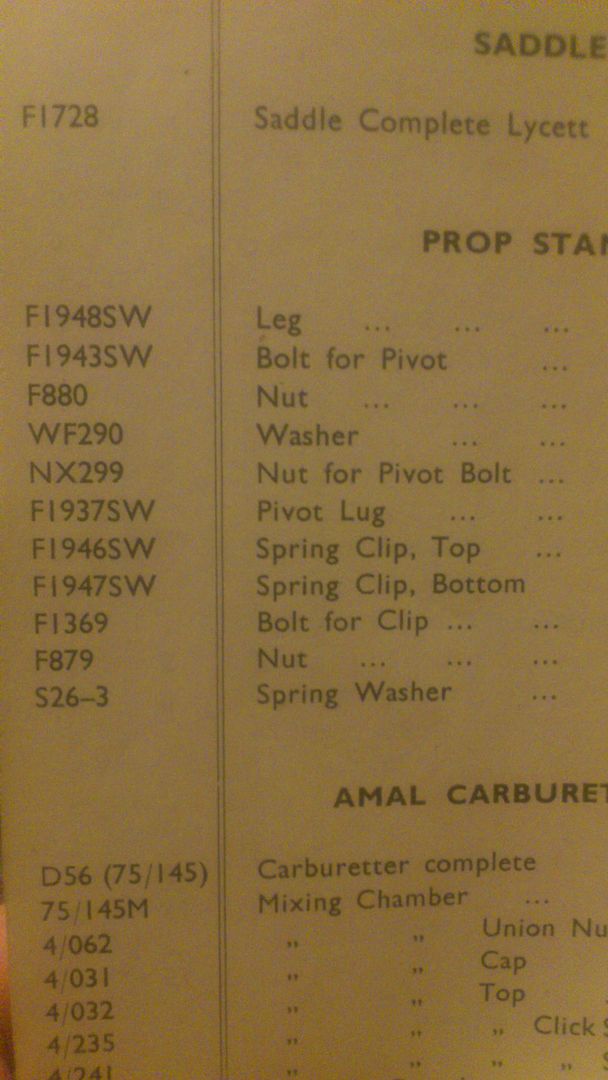 SADDLE
F1728 Saddle Complete Lycett
PROP
F1948SW Leg ... ... ...
F1943SW Bolt for Pivot ...
F880 Nut ... ... ...
WF290 Washer ... ...
NX299 Nut for Pivot Bolt ...
F1937SW Pivot Lug ... ...
F1946SW Spring Clip, Top ...
F1947SW Spring Clip, Bottom
F1369 Bolt for Clip ... ...
F879 Nut ... ... ...
S26–3 Spring Washer ...
AMAL
D56 (75/145) Carburetter complete
75/145M Mixing Chamber ...
4/062 ,, ,, Union
4/031 ,, ,, Cap
4/032 ,, ,, Top
4/235 ,, ,, ,, Click
4/241 ,, ,, ,, ,,